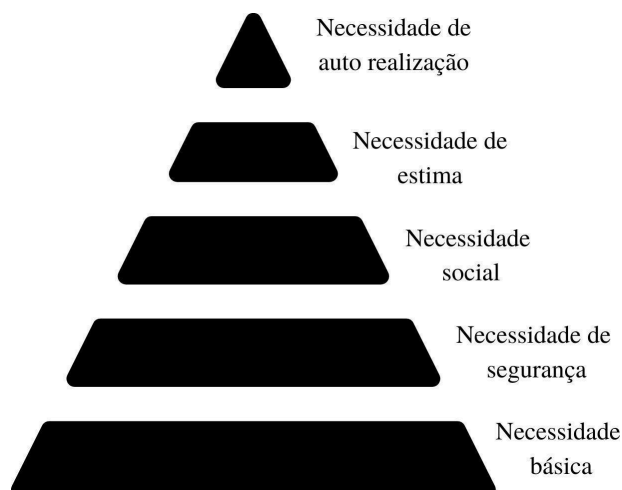 Necessidade de
auto realização
Necessidade de
estima
Necessidade
social
Necessidade de
segurança
Necessidade
básica